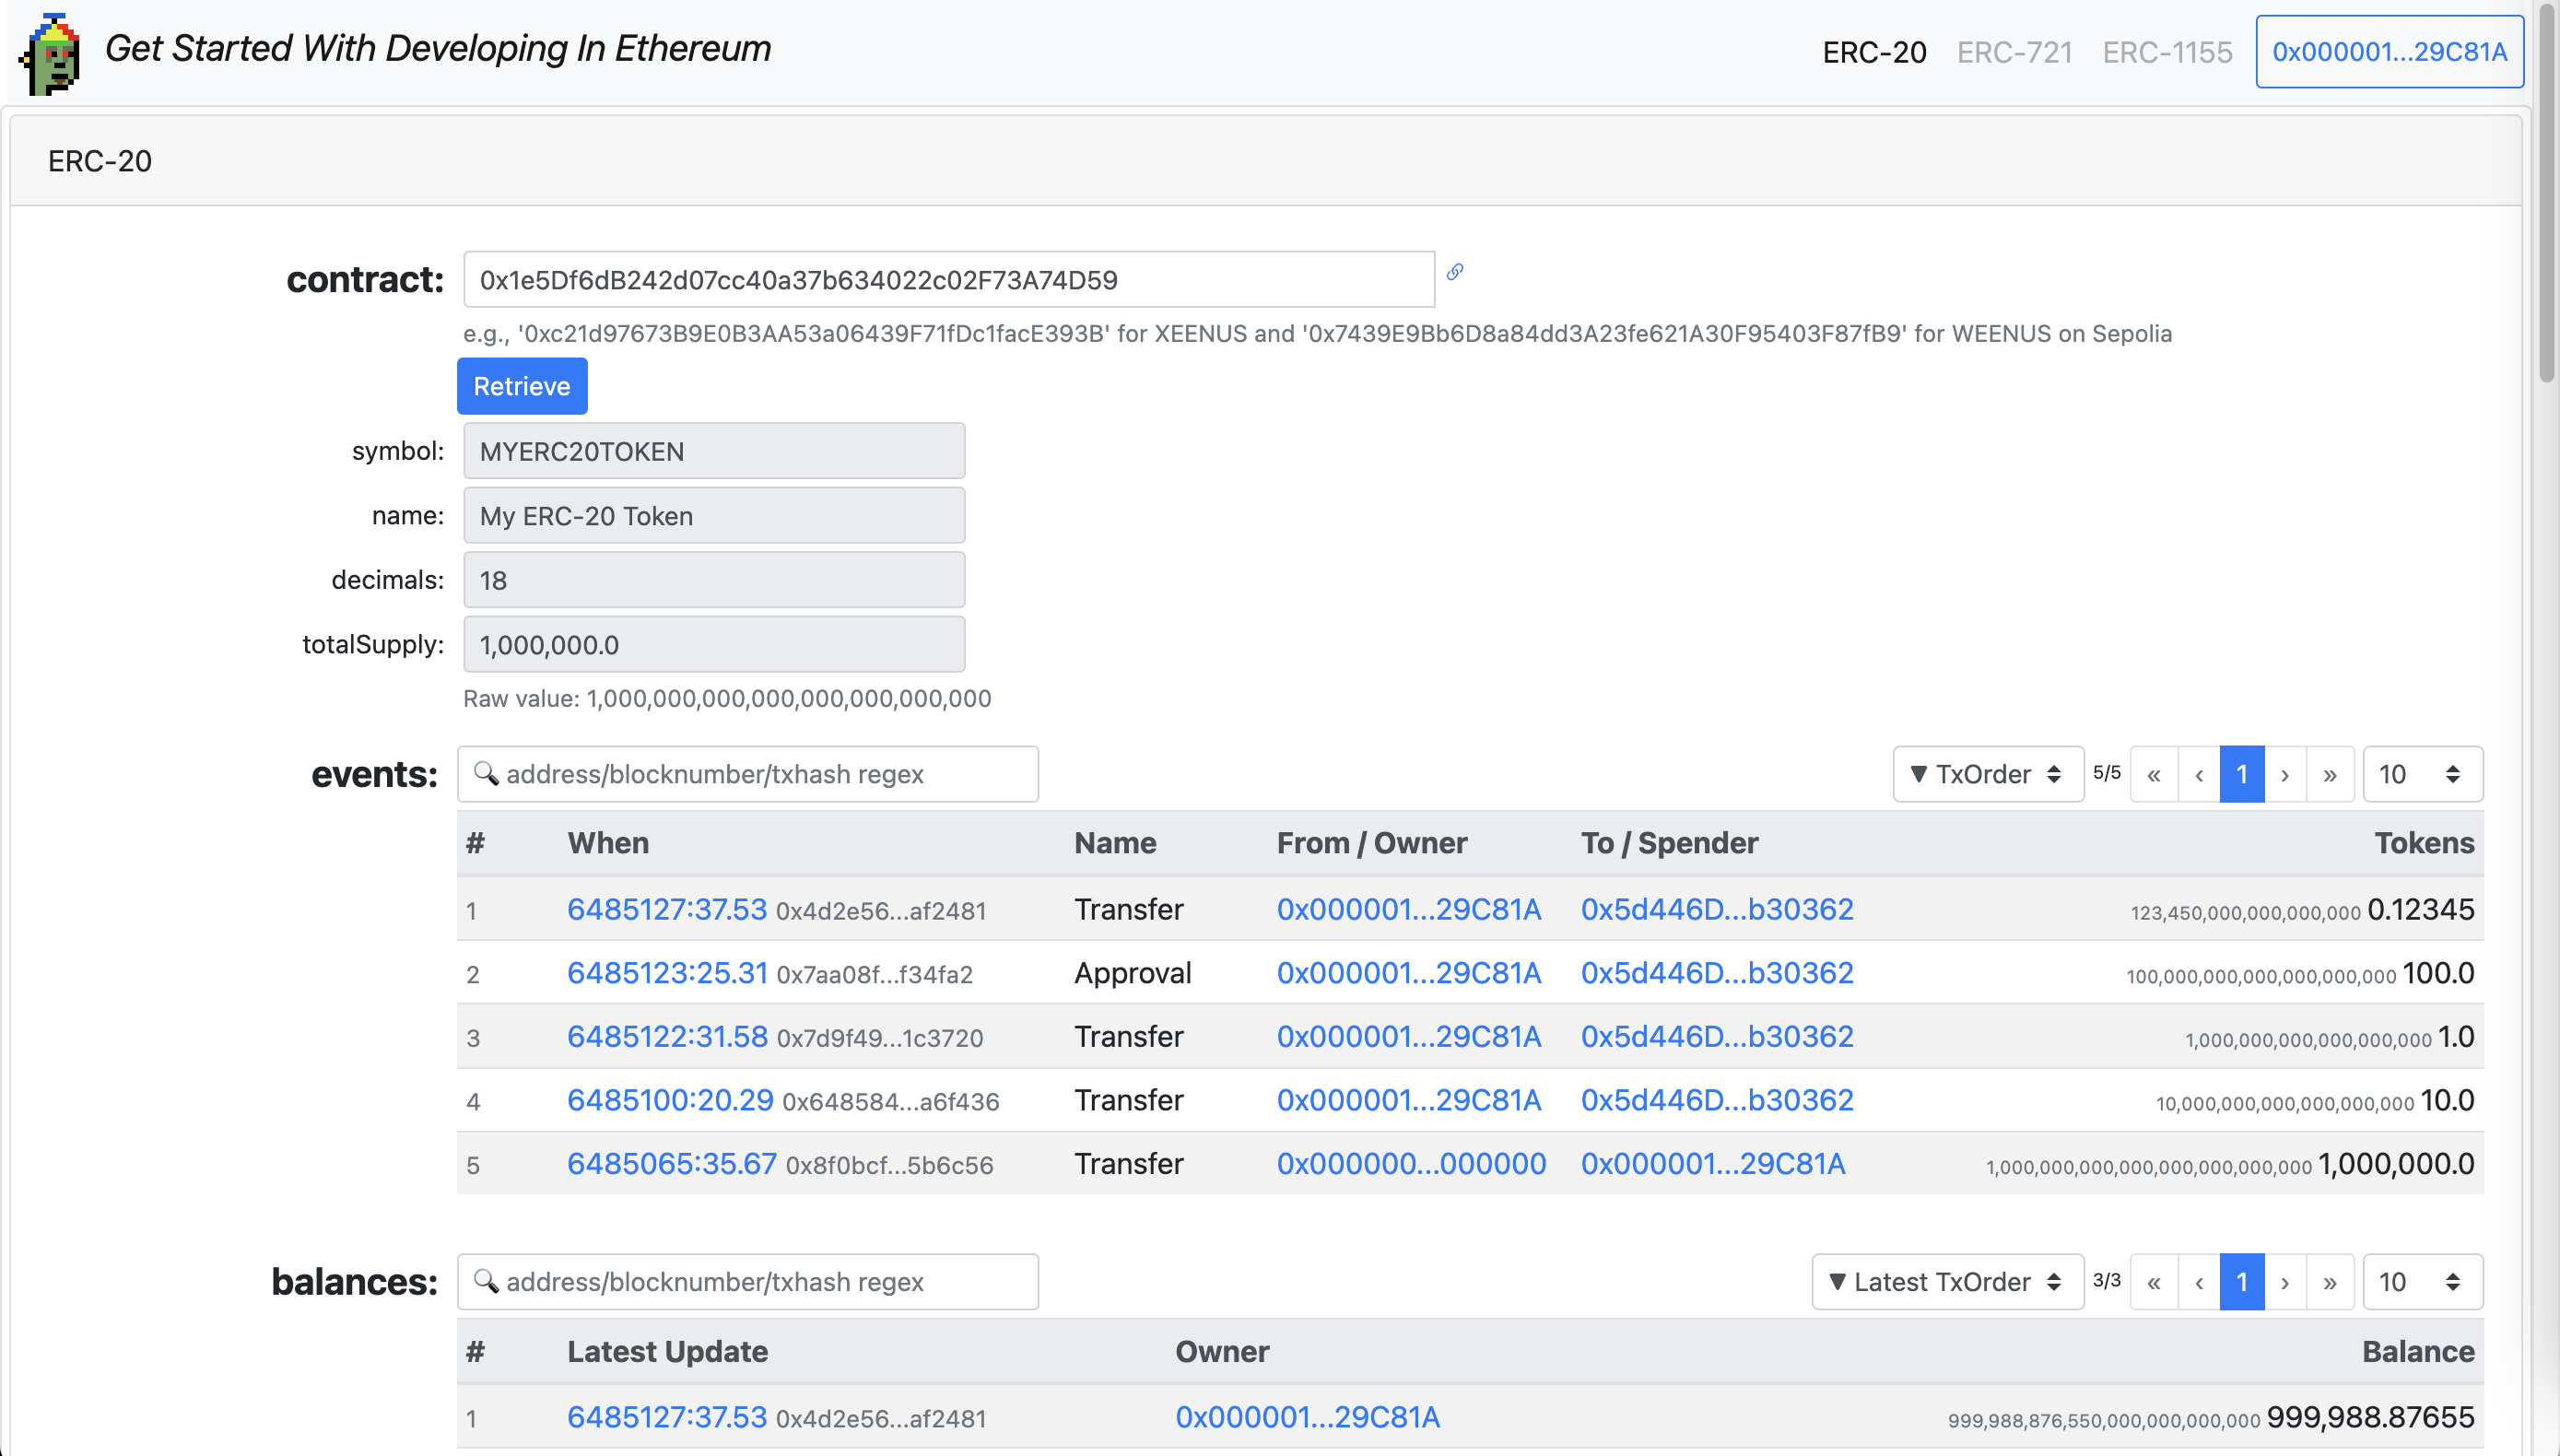 Get Started With Developing In Ethereum ERC-20 ERC-721 ERC-1155 0x000001...29C81A
ERC-20
contract: 0x1e5Df6dB242d07cc40a37b634022c02F73A74D59
e.g., '0xc21d97673B9E0B3AA53a06439F71fDc1facE393B' for XEENUS and '0x7439E9Bb6D8a84dd3A23fe621A30F95403F87fB9' for WEENUS on Sepolia
Retrieve
symbol: MYERC20TOKEN
name: My ERC-20 Token
decimals: 18
totalSupply: 1,000,000.0
Raw value: 1,000,000,000,000,000,000,000,000
events: address/blocknumber/txhash regex ▼ TxOrder 5/5 « ‹ 1 › » 10
# When Name From / Owner To / Spender Tokens
1 6485127:37.53 0x4d2e56...af2481 Transfer 0x000001...29C81A 0x5d446D...b30362 123,450,000,000,000,000 0.12345
2 6485123:25.31 0x7aa08f...f34fa2 Approval 0x000001...29C81A 0x5d446D...b30362 100,000,000,000,000,000,000 100.0
3 6485122:31.58 0x7d9f49...1c3720 Transfer 0x000001...29C81A 0x5d446D...b30362 1,000,000,000,000,000,000 1.0
4 6485100:20.29 0x648584...a6f436 Transfer 0x000001...29C81A 0x5d446D...b30362 10,000,000,000,000,000,000 10.0
5 6485065:35.67 0x8f0bcf...5b6c56 Transfer 0x000000...000000 0x000001...29C81A 1,000,000,000,000,000,000,000,000 1,000,000.0
balances: address/blocknumber/txhash regex ▼ Latest TxOrder 3/3 « ‹ 1 › » 10
# Latest Update Owner Balance
1 6485127:37.53 0x4d2e56...af2481 0x000001...29C81A 999,988,876,550,000,000,000,000 999,988.87655